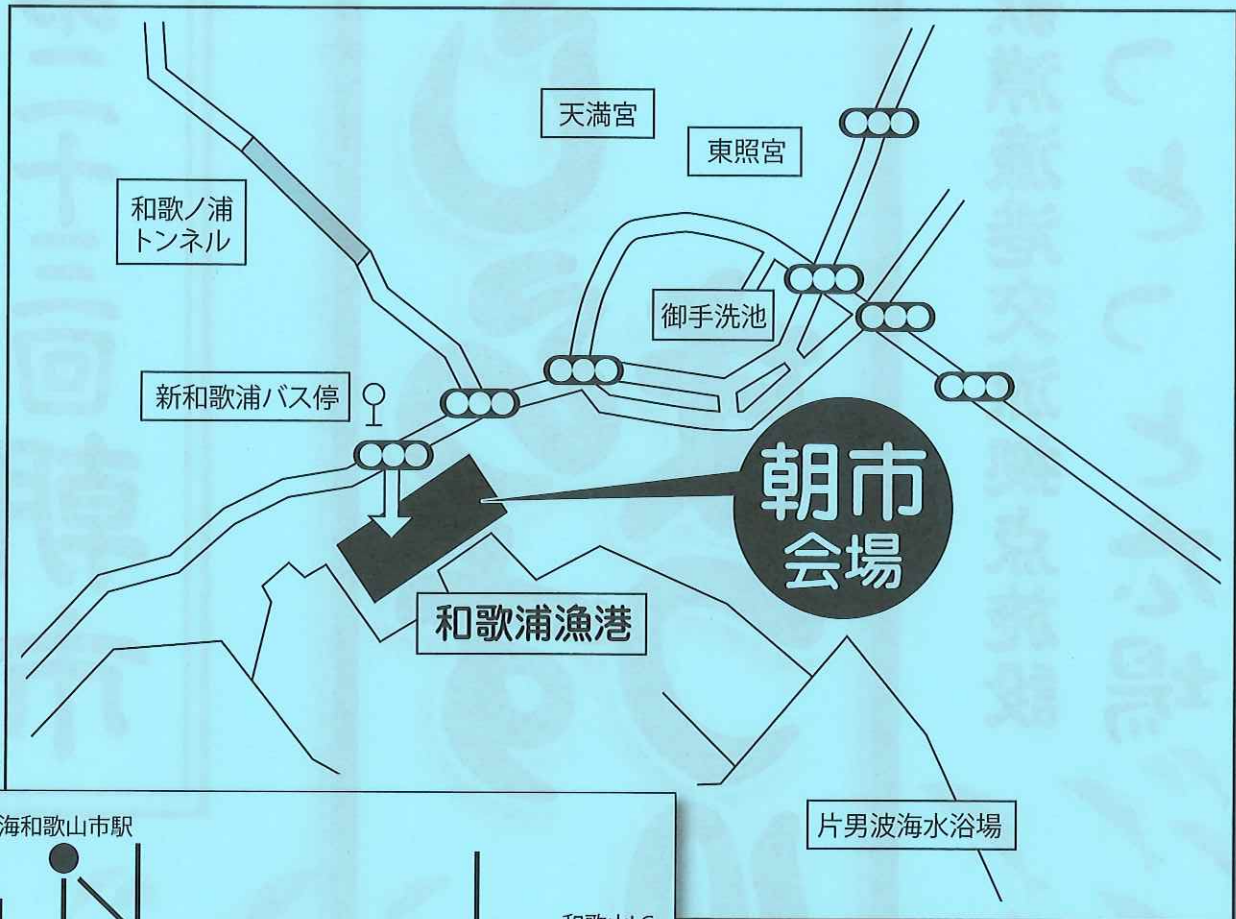 天満宮
東照宮
和歌ノ浦
トンネル
御手洗池
新和歌浦バス停
朝市
会場
和歌浦漁港
片男波海水浴場
海和歌山市駅